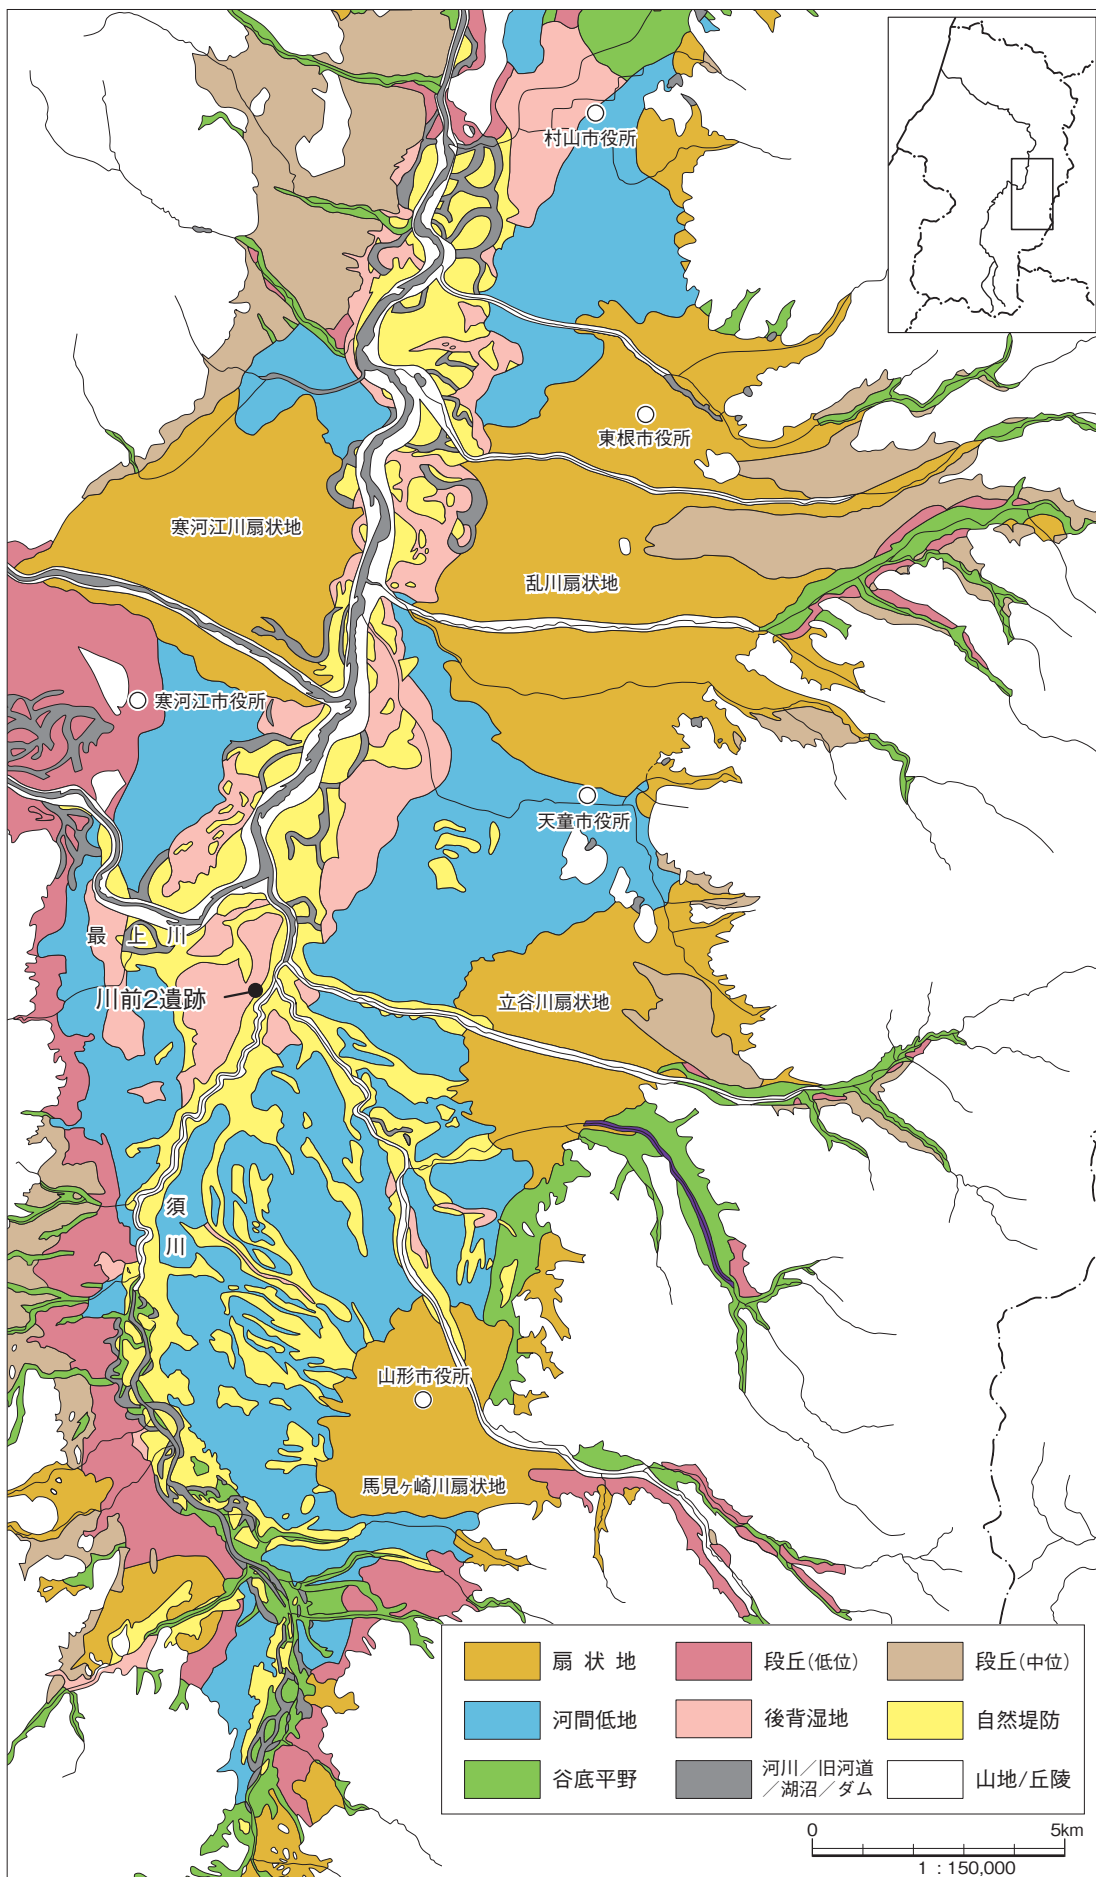 村山市役所
東根市役所
寒河江川扇状地
乱川扇状地
寒河江市役所
天童市役所
最上川
川前2遺跡
立谷川扇状地
須川
山形市役所
馬見ヶ崎川扇状地
扇状地
段丘(低位)
段丘(中位)
河間低地
後背湿地
自然堤防
谷底平野
河川/旧河道
/湖沼/ダム
山地/丘陵
0
5km
1：150,000